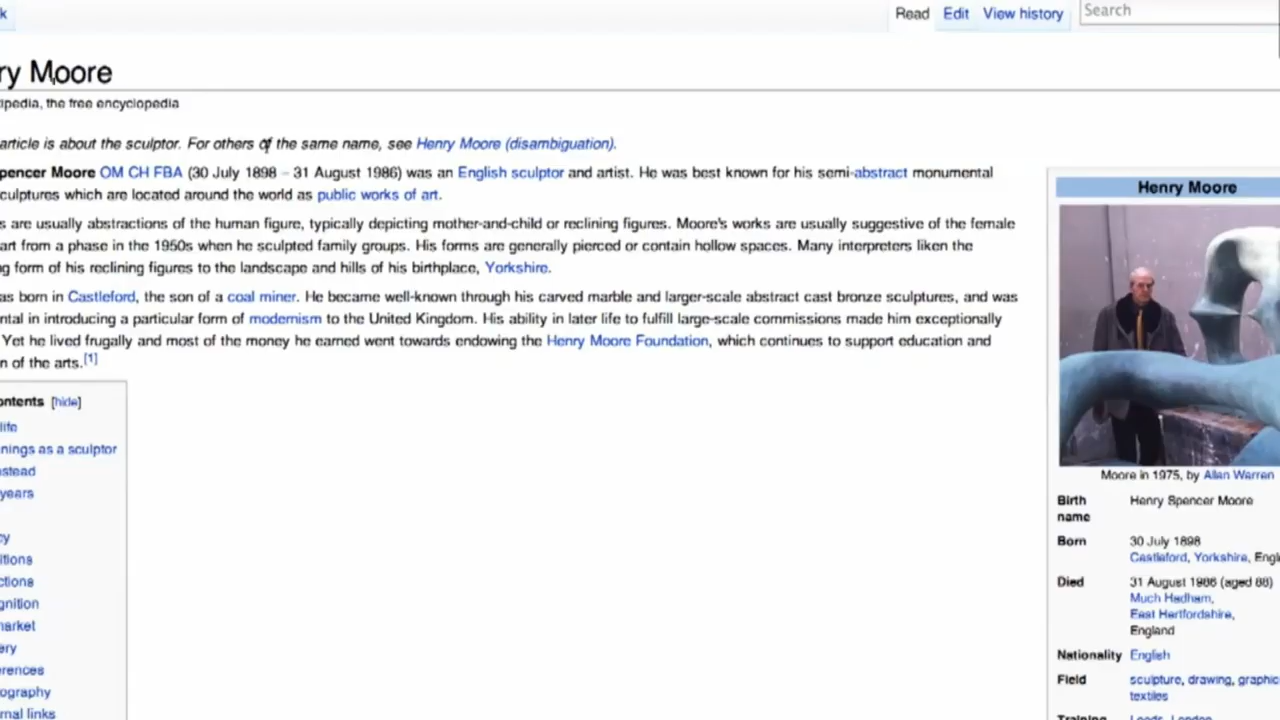 k
Read Edit View history Search
ry Moore
ipedia, the free encyclopedia
article is about the sculptor. For others of the same name, see Henry Moore (disambiguation).
pencer Moore OM CH FBA (30 July 1898 – 31 August 1986) was an English sculptor and artist. He was best known for his semi-abstract monumental
culptures which are located around the world as public works of art.
s are usually abstractions of the human figure, typically depicting mother-and-child or reclining figures. Moore's works are usually suggestive of the female
art from a phase in the 1950s when he sculpted family groups. His forms are generally pierced or contain hollow spaces. Many interpreters liken the
g form of his reclining figures to the landscape and hills of his birthplace, Yorkshire.
as born in Castleford, the son of a coal miner. He became well-known through his carved marble and larger-scale abstract cast bronze sculptures, and was
ntal in introducing a particular form of modernism to the United Kingdom. His ability in later life to fulfill large-scale commissions made him exceptionally
Yet he lived frugally and most of the money he earned went towards endowing the Henry Moore Foundation, which continues to support education and
n of the arts.[1]
ontents [hide]
life
nings as a sculptor
stead
years
cy
itions
ctions
gnition
market
ery
erences
ography
rnal links
Henry Moore
Moore in 1975, by Allan Warren
Birth name Henry Spencer Moore
Born 30 July 1898
Castleford, Yorkshire, Engl
Died 31 August 1986 (aged 88)
Much Hadham,
East Hertfordshire,
England
Nationality English
Field sculpture, drawing, graphic
textiles
Training Leeds, London